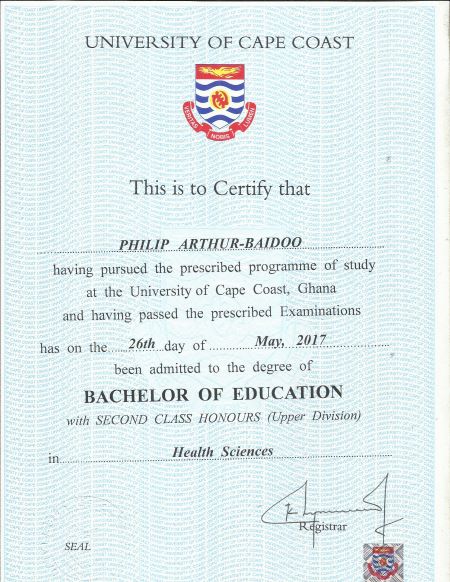 UNIVERSITY OF CAPE COAST
VERITAS NOBIS LUMEN
This is to Certify that
PHILIP ARTHUR-BAIDOO
having pursued the prescribed programme of study
at the University of Cape Coast, Ghana
and having passed the prescribed Examinations
has on the 26th day of May, 2017
been admitted to the degree of
BACHELOR OF EDUCATION
with SECOND CLASS HONOURS (Upper Division)
in Health Sciences
Registrar
SEAL